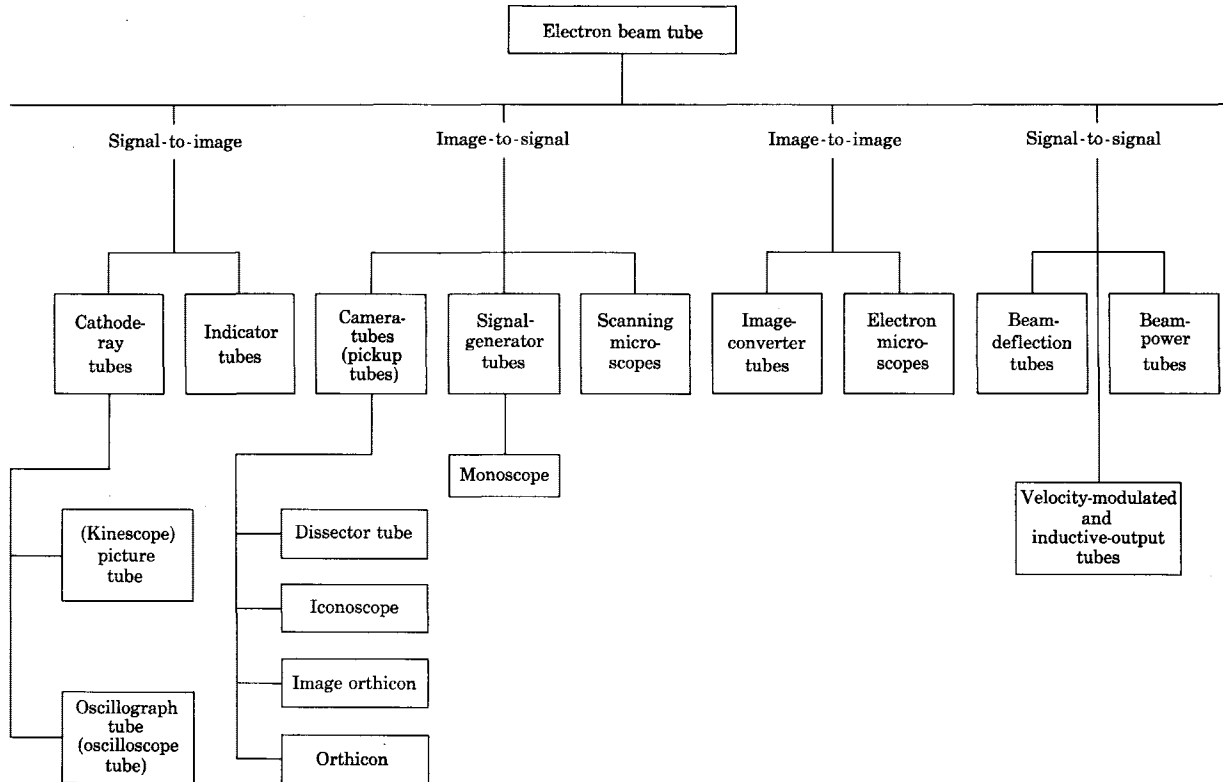 Electron beam tube
Signal-to-image
Image-to-signal
Image-to-image
Signal-to-signal
Cathode-
ray
tubes
Indicator
tubes
Camera-
tubes
(pickup
tubes)
Signal-
generator
tubes
Scanning
micro-
scopes
Image-
converter
tubes
Electron
micro-
scopes
Beam-
deflection
tubes
Beam-
power
tubes
(Kinescope)
picture
tube
Oscillograph
tube
(oscilloscope
tube)
Dissector tube
Iconoscope
Image orthicon
Orthicon
Monoscope
Velocity-modulated
and
inductive-output
tubes